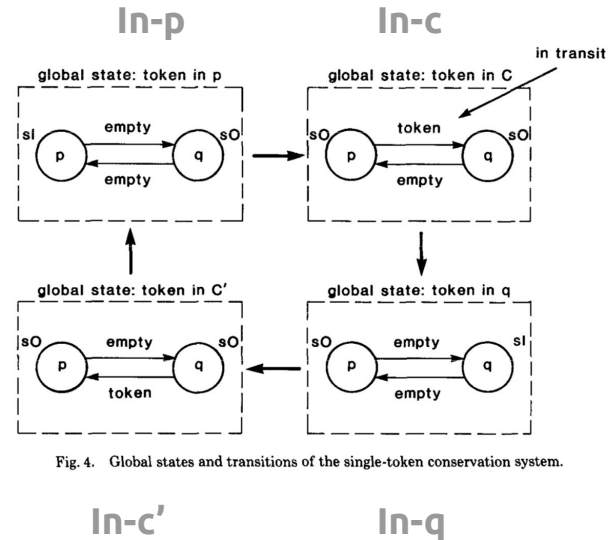 In-p In-c
in transit
global state: token in p global state: token in C
empty token
sI p q sO sO p q sO
empty empty
global state: token in C' global state: token in q
empty empty
sO p q sO sO p q sI
token empty
Fig. 4. Global states and transitions of the single-token conservation system.
In-c' In-q